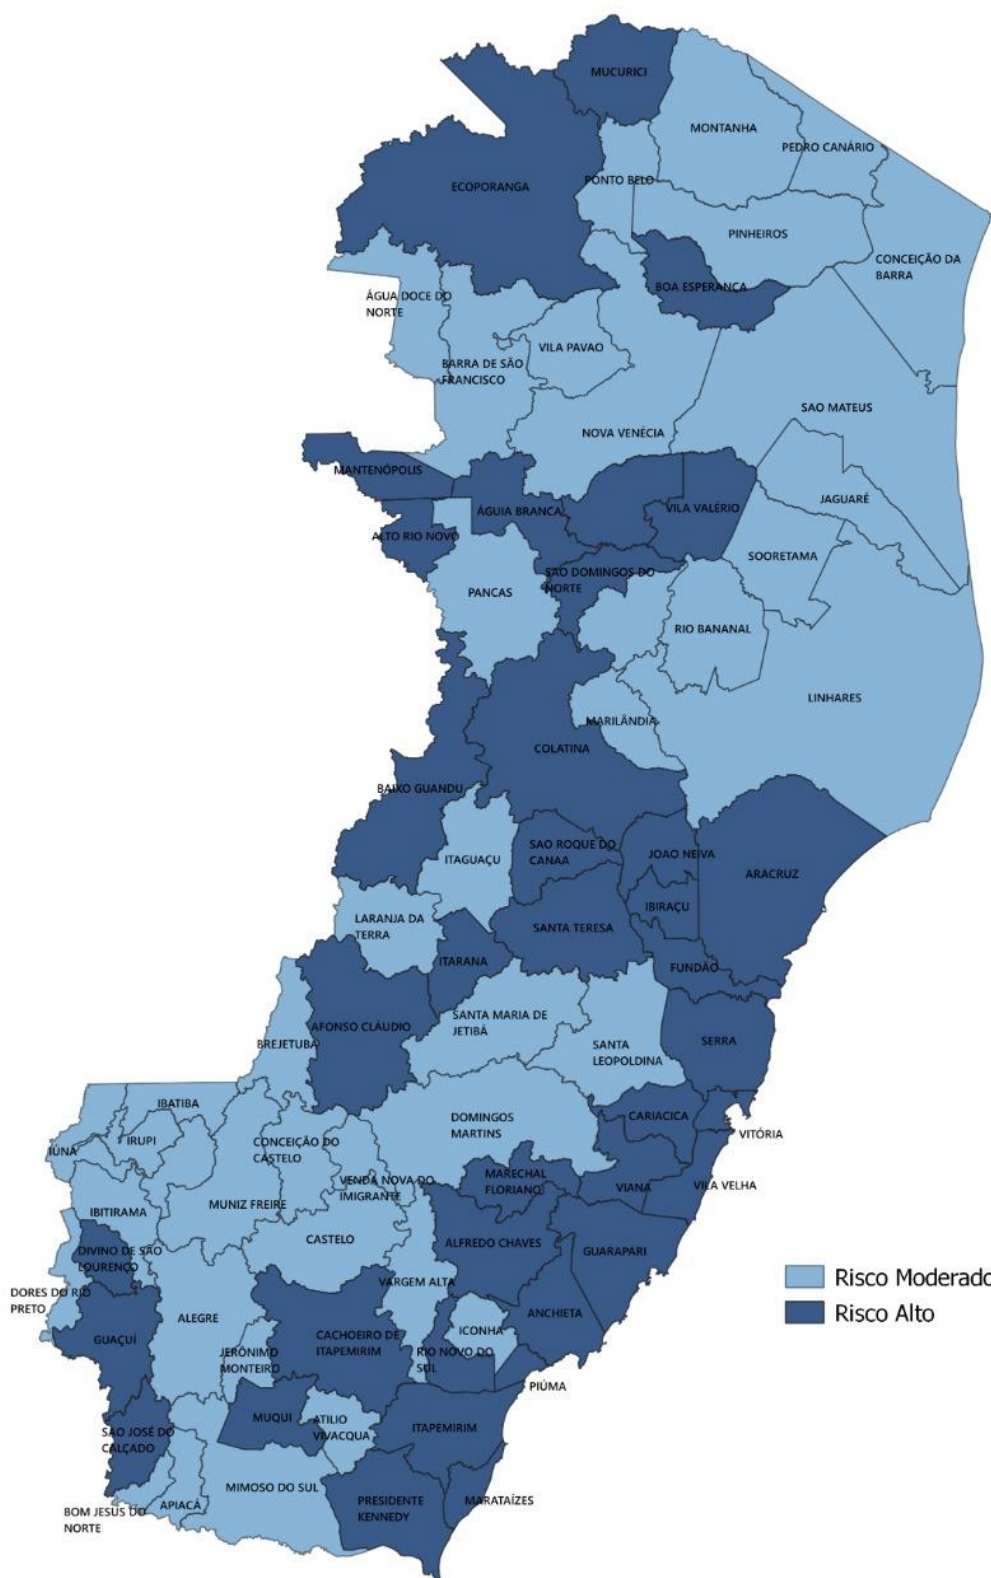 MUCURICI
MONTANHA
PEDRO CANÁRIO
ECOPORANGA
PONTO BELO
PINHEIROS
CONCEIÇÃO DA
BARRA
BOA ESPERANÇA
ÁGUA DOCE DO
NORTE
VILA PAVAO
BARRA DE SÃO
FRANCISCO
SAO MATEUS
NOVA VENÉCIA
MANTENÓPOLIS
JAGUARÉ
VILA VALÉRIO
ÁGUIA BRANCA
ALTO RIO NOVO
SOORETAMA
SAO DOMINGOS DO
NORTE
PANCAS
RIO BANANAL
LINHARES
MARILÂNDIA
COLATINA
BAIXO GUANDU
SAO ROQUE DO
CANAA
JOAO NEIVA
ITAGUAÇU
ARACRUZ
IBIRAÇU
LARANJA DA
TERRA
SANTA TERESA
ITARANA
FUNDÃO
SANTA MARIA DE
JETIBÁ
AFONSO CLÁUDIO
SERRA
BREJETUBA
SANTA
LEOPOLDINA
IBATIBA
DOMINGOS
MARTINS
CARIACICA
VITÓRIA
IRUPI
IÚNA
CONCEIÇÃO DO
CASTELO
MARECHAL
FLORIANO
VENDA NOVA DO
IMIGRANTE
VIANA
VILA VELHA
MUNIZ FREIRE
IBITIRAMA
CASTELO
ALFREDO CHAVES
GUARAPARI
DIVINO DE SÃO
LOURENÇO
VARGEM ALTA
Risco Moderado
DORES DO RIO
PRETO
Risco Alto
ALEGRE
ANCHIETA
GUAÇUÍ
CACHOEIRO DE
ITAPEMIRIM
ICONHA
JERÔNIMO
MONTEIRO
RIO NOVO DO
SUL
PIÚMA
MUQUI
ATILIO
VIVACQUA
ITAPEMIRIM
SAO JOSÉ DO
CALÇADO
MIMOSO DO SUL
APIACÁ
PRESIDENTE
KENNEDY
MARATAÍZES
BOM JESUS DO
NORTE